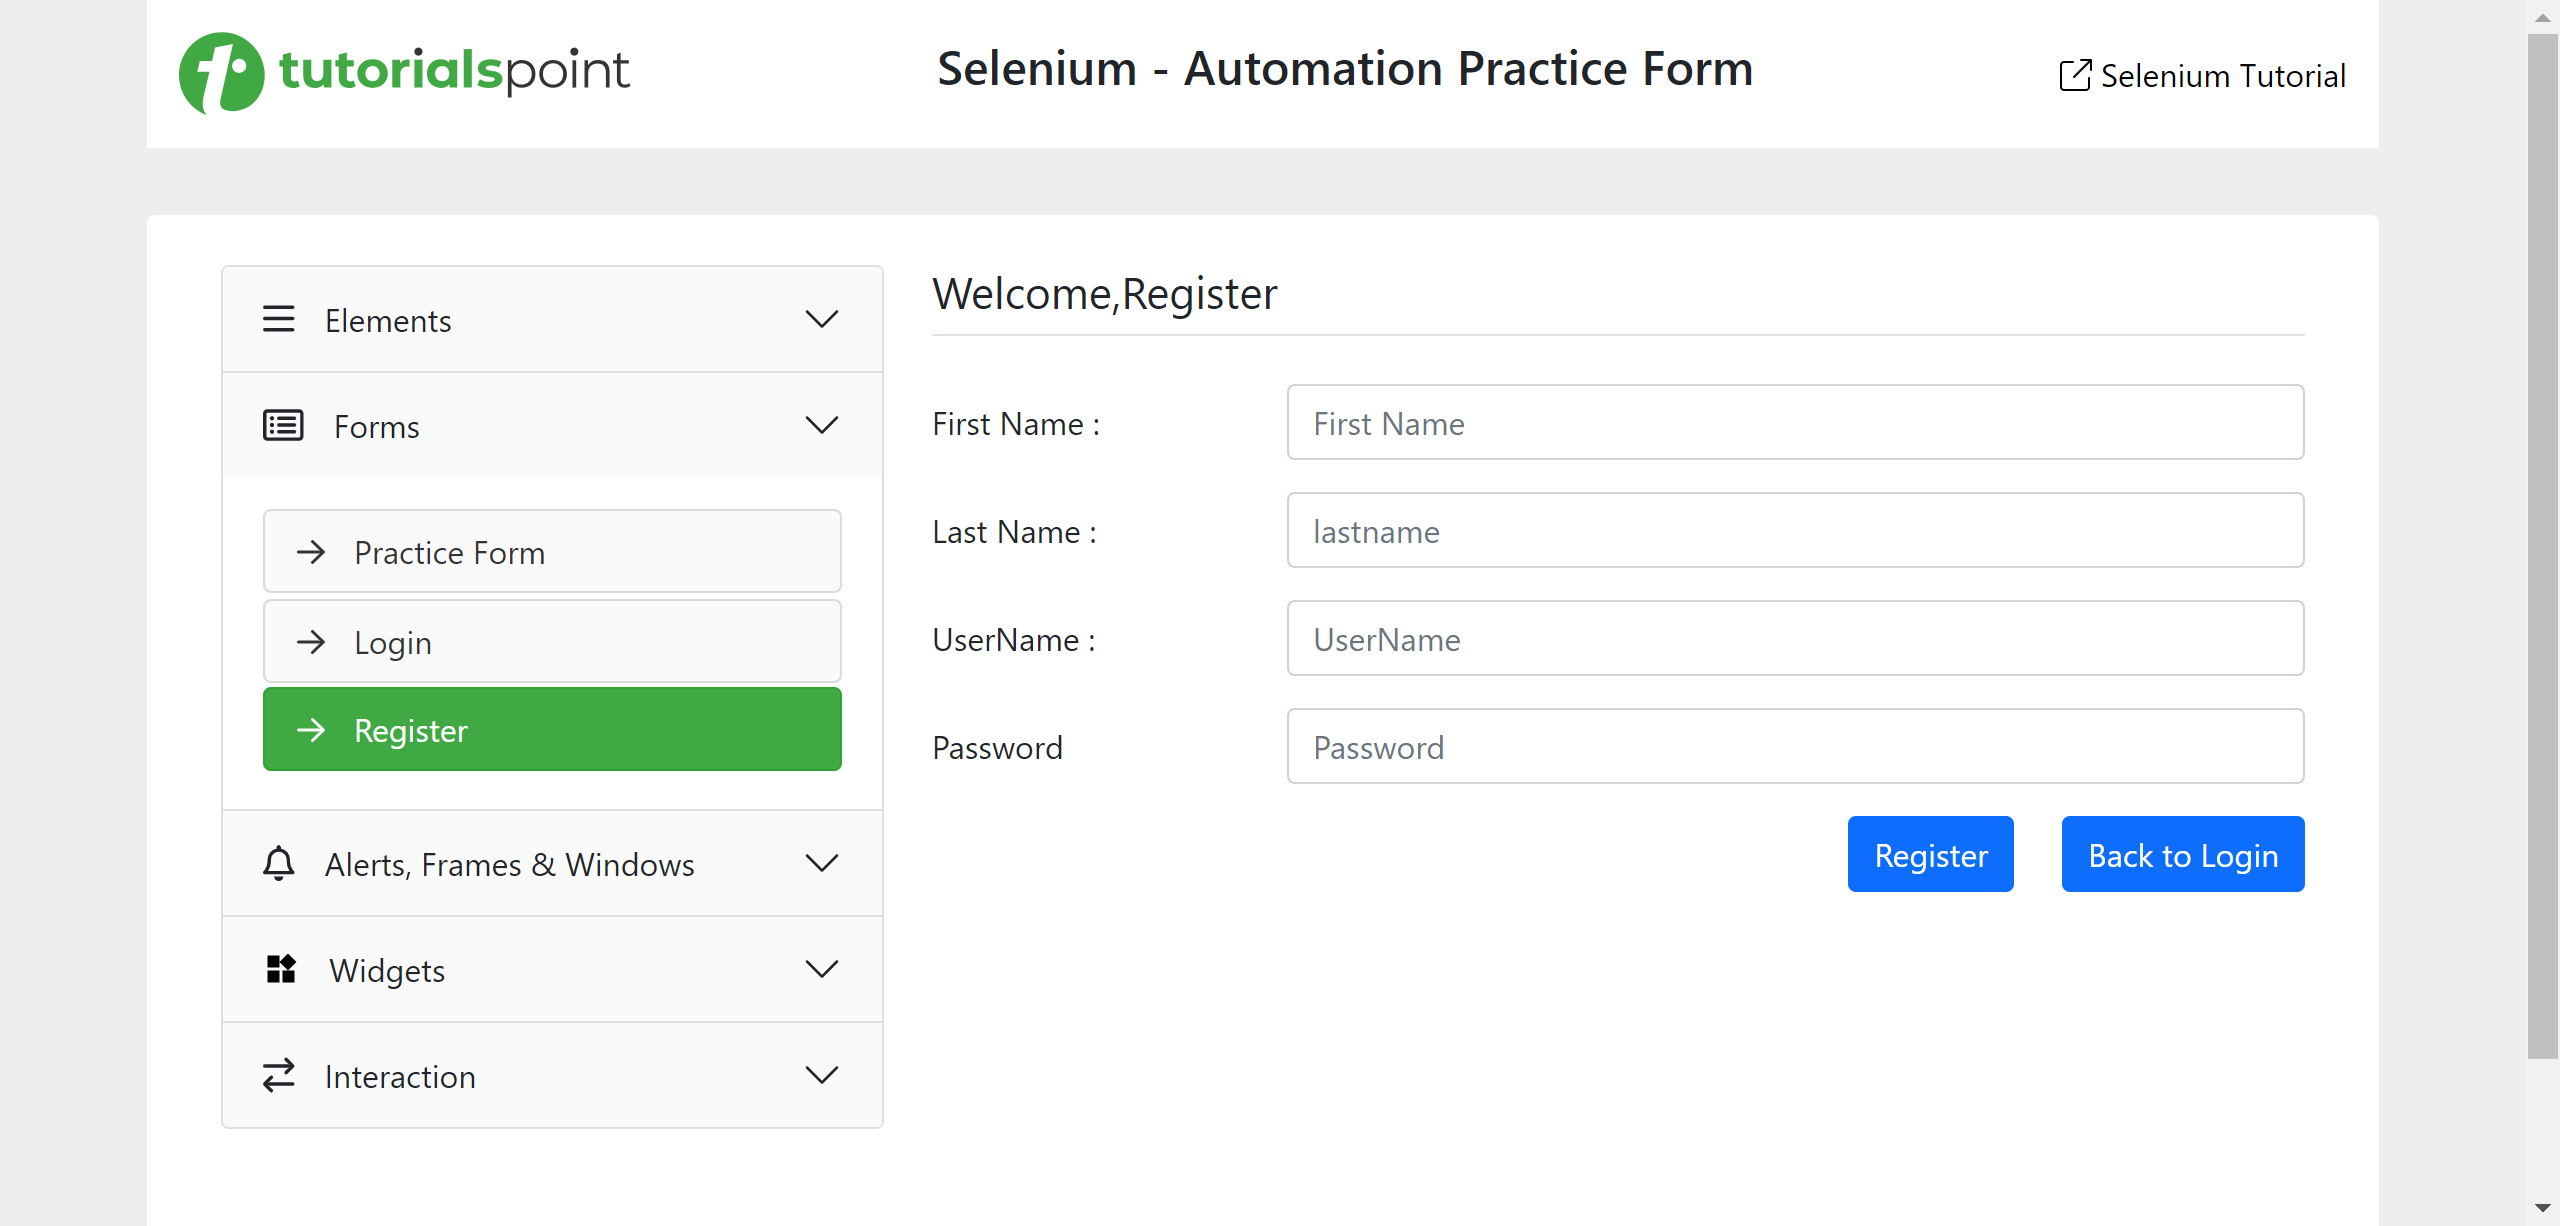 tutorialspoint
Selenium - Automation Practice Form
Selenium Tutorial
Elements
Forms
Practice Form
Login
Register
Alerts, Frames & Windows
Widgets
Interaction
Welcome,Register
First Name : First Name
Last Name : lastname
UserName : UserName
Password Password
Register Back to Login